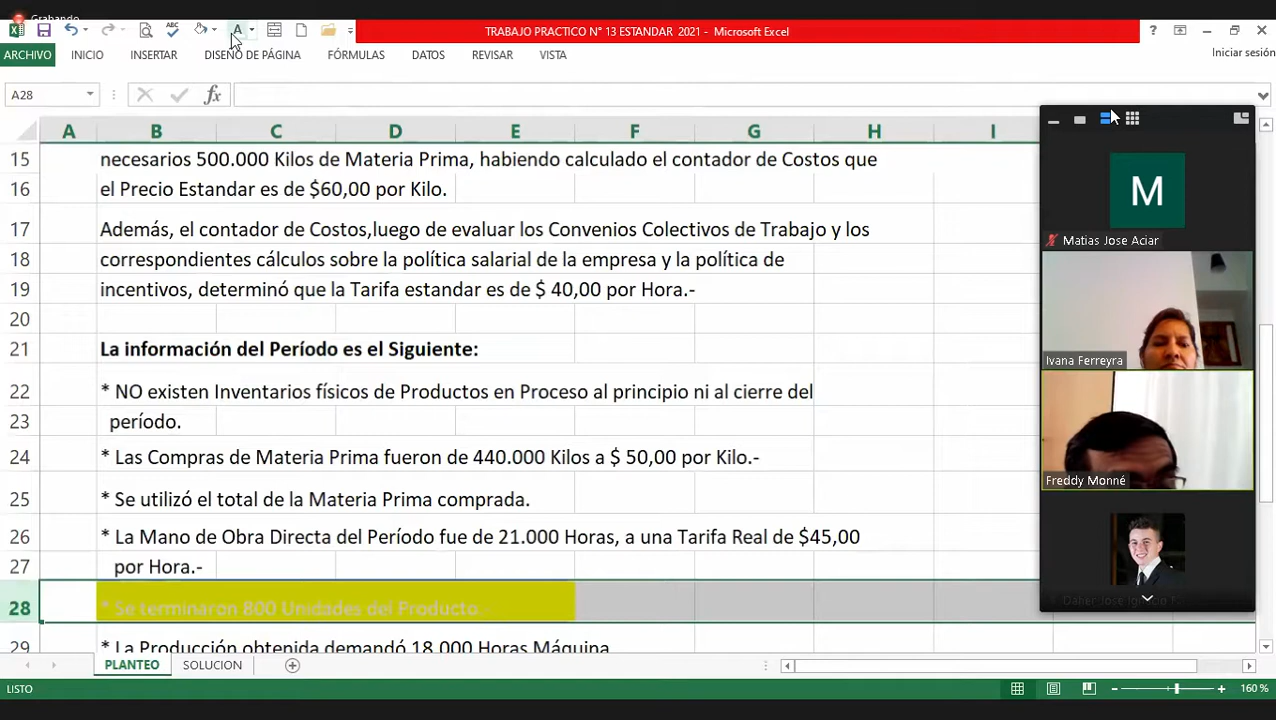 Grabando
TRABAJO PRACTICO N° 13 ESTANDAR 2021 - Microsoft Excel
ARCHIVO INICIO INSERTAR DISEÑO DE PÁGINA FÓRMULAS DATOS REVISAR VISTA Iniciar sesión
A28
A B C D E F G H I
15 necesarios 500.000 Kilos de Materia Prima, habiendo calculado el contador de Costos que
16 el Precio Estandar es de $60,00 por Kilo.
17 Además, el contador de Costos,luego de evaluar los Convenios Colectivos de Trabajo y los
18 correspondientes cálculos sobre la política salarial de la empresa y la política de
19 incentivos, determinó que la Tarifa estandar es de $ 40,00 por Hora.-
20
21 La información del Período es el Siguiente:
22 * NO existen Inventarios físicos de Productos en Proceso al principio ni al cierre del
23 período.
24 * Las Compras de Materia Prima fueron de 440.000 Kilos a $ 50,00 por Kilo.-
25 * Se utilizó el total de la Materia Prima comprada.
26 * La Mano de Obra Directa del Período fue de 21.000 Horas, a una Tarifa Real de $45,00
27 por Hora.-
28 * Se terminaron 800 Unidades del Producto.
29 * La Producción obtenida demandó 18.000 Horas Máquina
M
Matias Jose Aciar
Ivana Ferreyra
Freddy Monné
Daher Jose Ignacio T
PLANTEO SOLUCION
LISTO 160 %